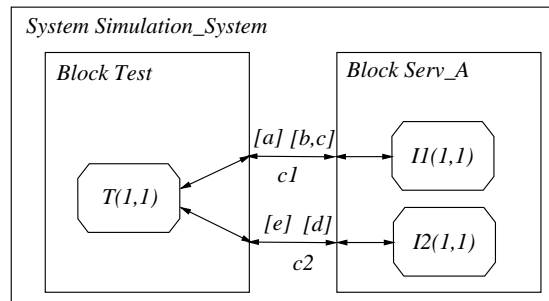 System Simulation_System
Block Test
Block Serv_A
[a] [b,c]
I1(1,1)
c1
T(1,1)
[e] [d]
I2(1,1)
c2